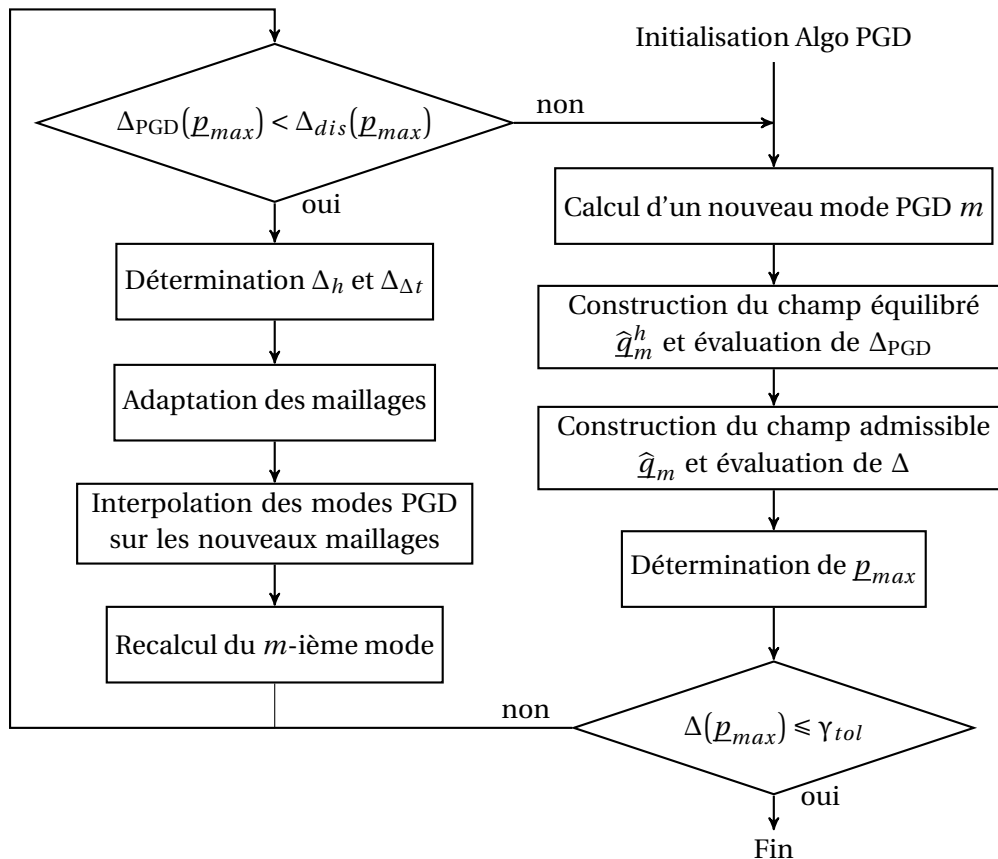 Initialisation Algo PGD
Δ_PGD(p_max) < Δ_dis(p_max)
non
oui
Calcul d'un nouveau mode PGD m
Détermination Δ_h et Δ_Δt
Construction du champ équilibré
q̂_m^h et évaluation de Δ_PGD
Adaptation des maillages
Construction du champ admissible
q̂_m et évaluation de Δ
Interpolation des modes PGD
sur les nouveaux maillages
Détermination de p_max
Recalcul du m-ième mode
non
Δ(p_max) ⩽ γ_tol
oui
Fin